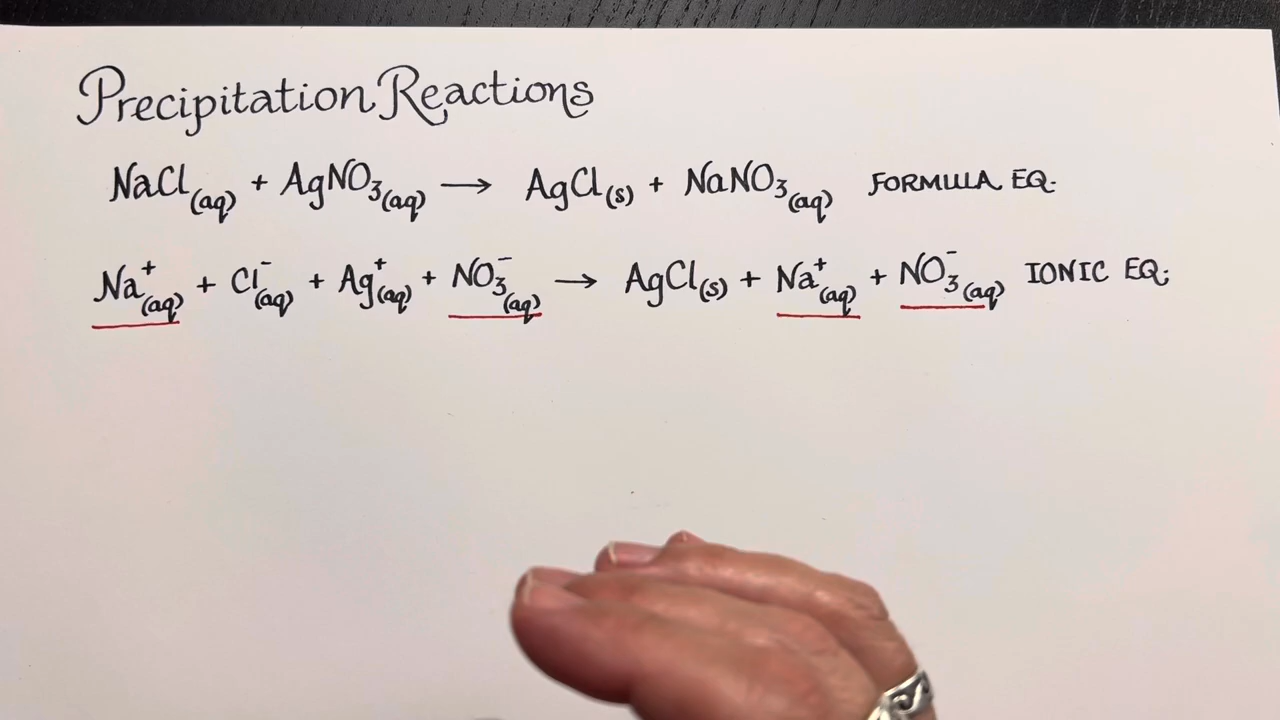 Precipitation Reactions
NaCl(aq) + AgNO₃(aq) → AgCl(s) + NaNO₃(aq) FORMULA EQ.
Na⁺(aq) + Cl⁻(aq) + Ag⁺(aq) + NO₃⁻(aq) → AgCl(s) + Na⁺(aq) + NO₃⁻(aq) IONIC EQ.